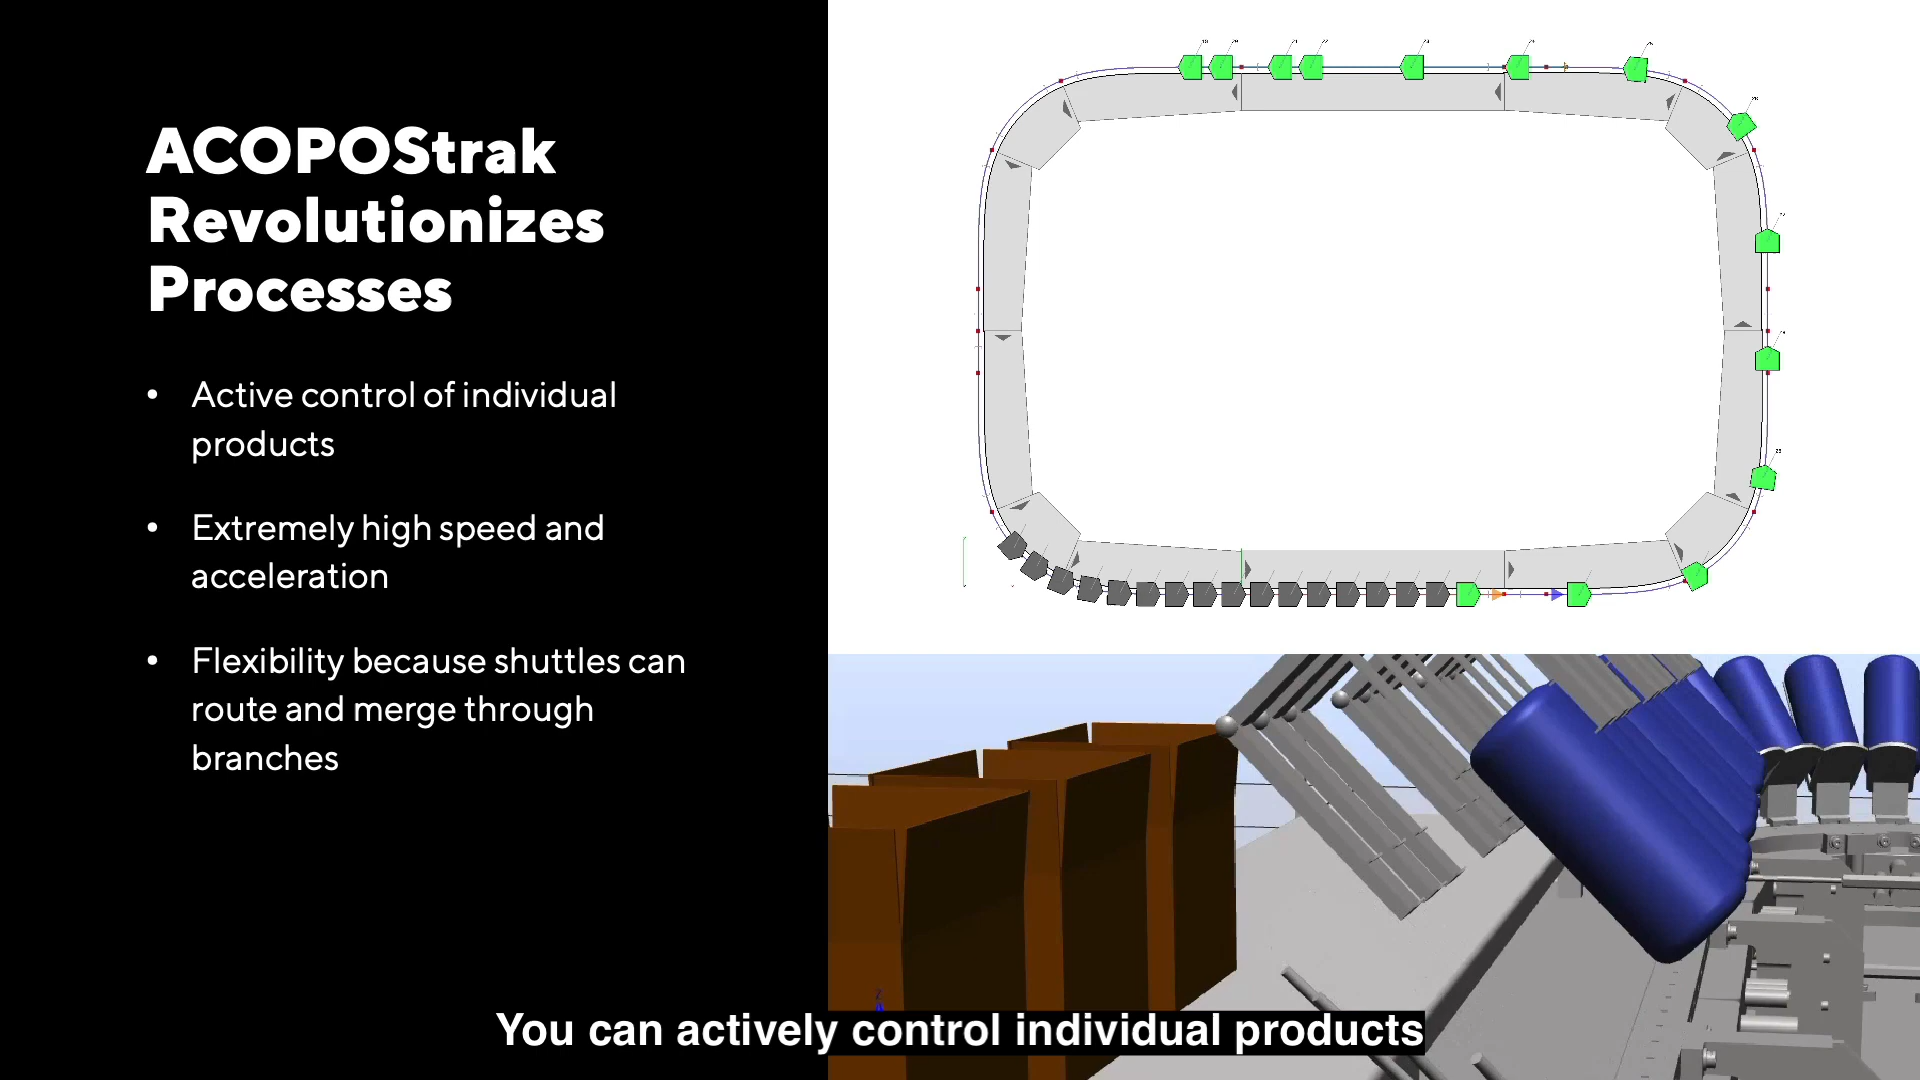 ACOPOStrak
Revolutionizes
Processes
• Active control of individual
products
• Extremely high speed and
acceleration
• Flexibility because shuttles can
route and merge through
branches
You can actively control individual products